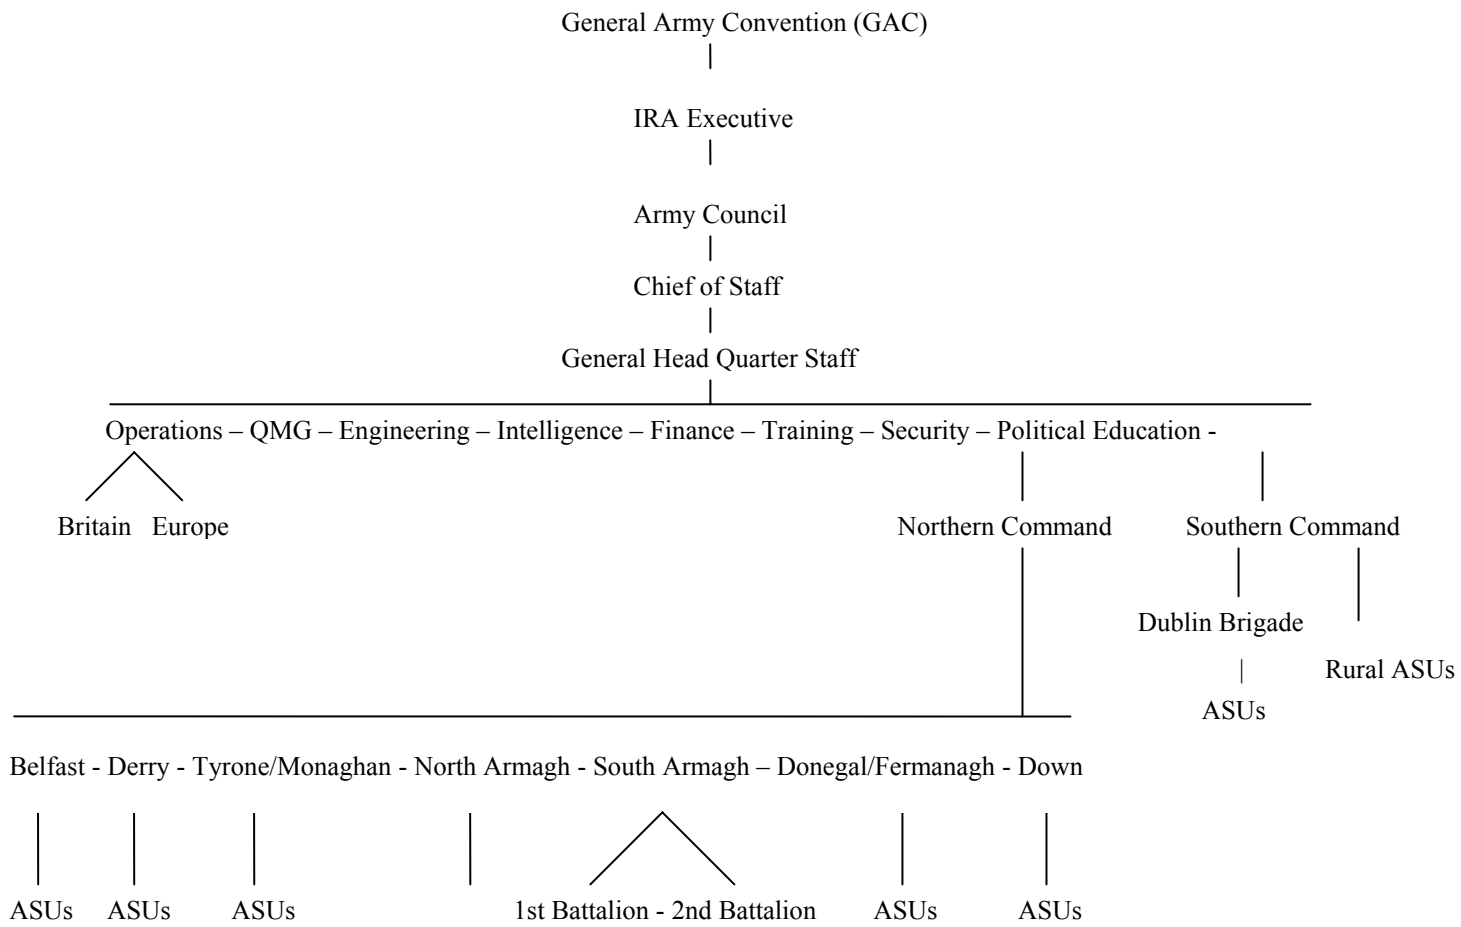 General Army Convention (GAC)
IRA Executive
Army Council
Chief of Staff
General Head Quarter Staff
Operations – QMG – Engineering – Intelligence – Finance – Training – Security – Political Education -
Britain Europe
Northern Command
Southern Command
Dublin Brigade
Rural ASUs
ASUs
Belfast - Derry - Tyrone/Monaghan - North Armagh - South Armagh – Donegal/Fermanagh - Down
ASUs ASUs ASUs 1st Battalion - 2nd Battalion ASUs ASUs